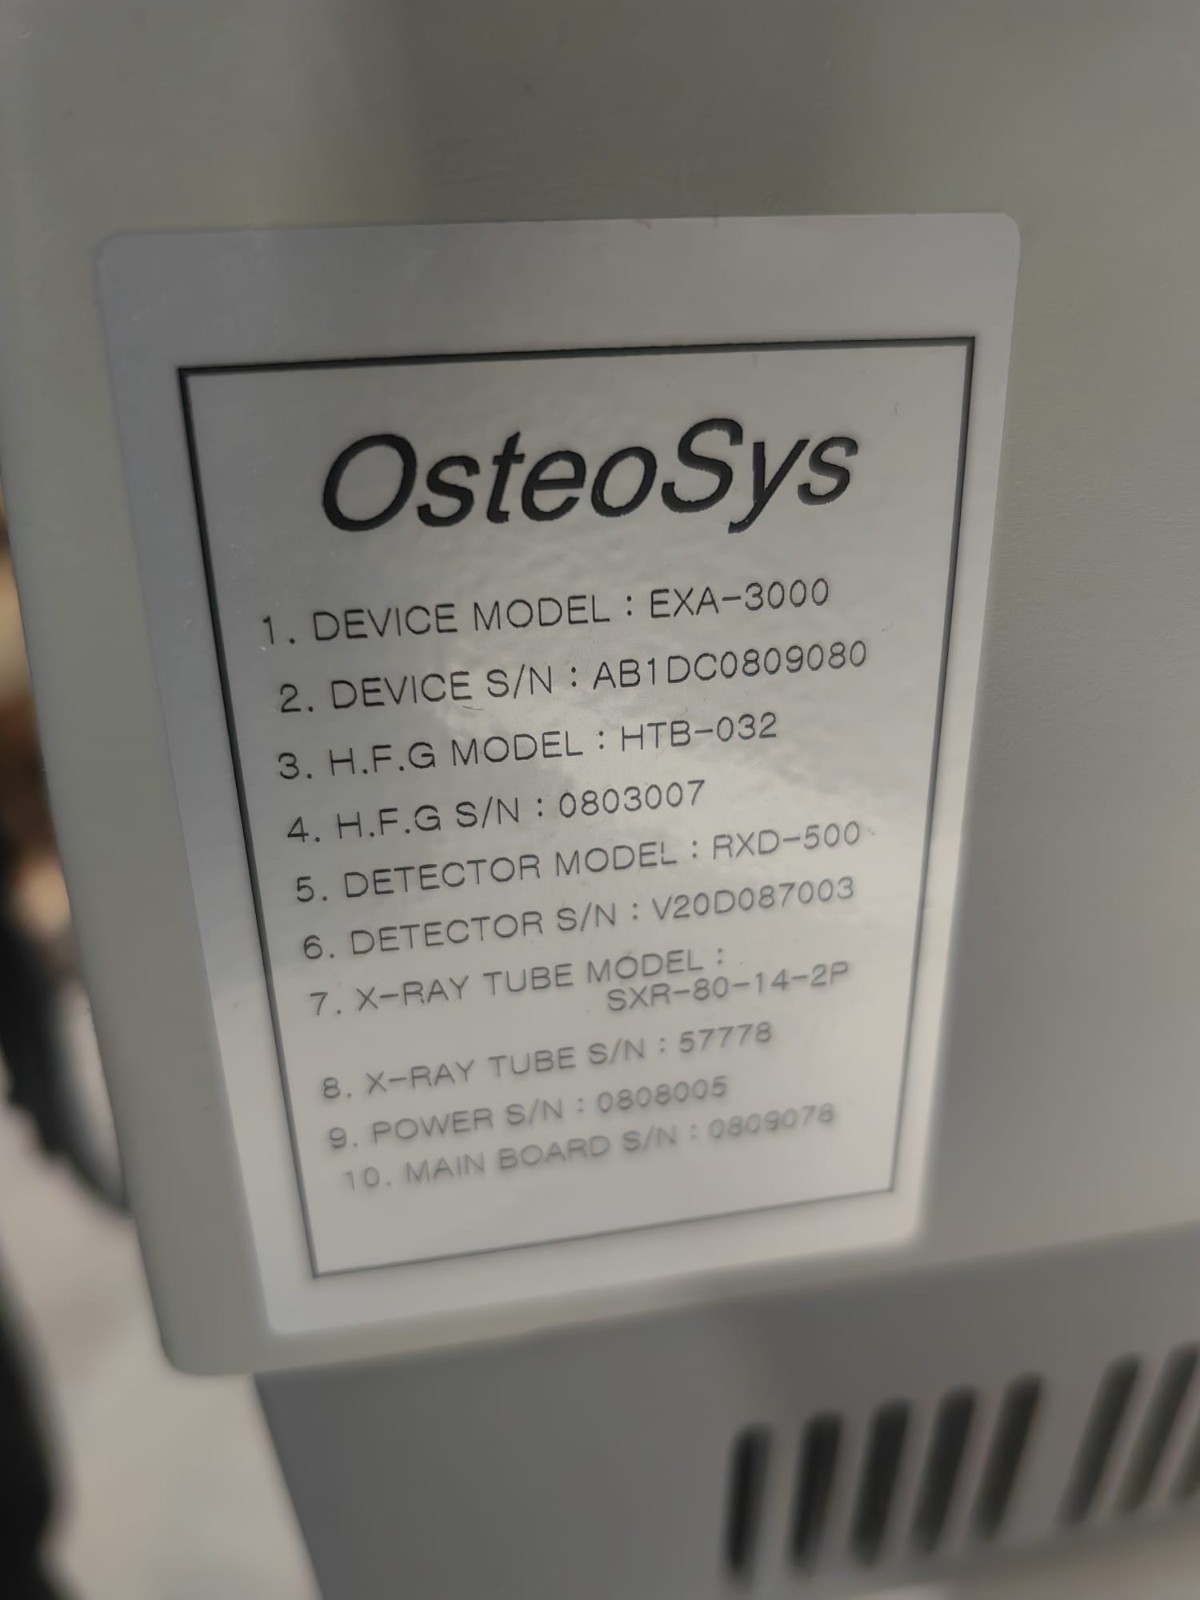 OsteoSys
1. DEVICE MODEL : EXA-3000
2. DEVICE S/N : AB1DC0809080
3. H.F.G MODEL : HTB-032
4. H.F.G S/N : 0803007
5. DETECTOR MODEL : RXD-500
6. DETECTOR S/N : V20D087003
7. X-RAY TUBE MODEL :
SXR-80-14-2P
8. X-RAY TUBE S/N : 57778
9. POWER S/N : 0808005
10. MAIN BOARD S/N : 0809078